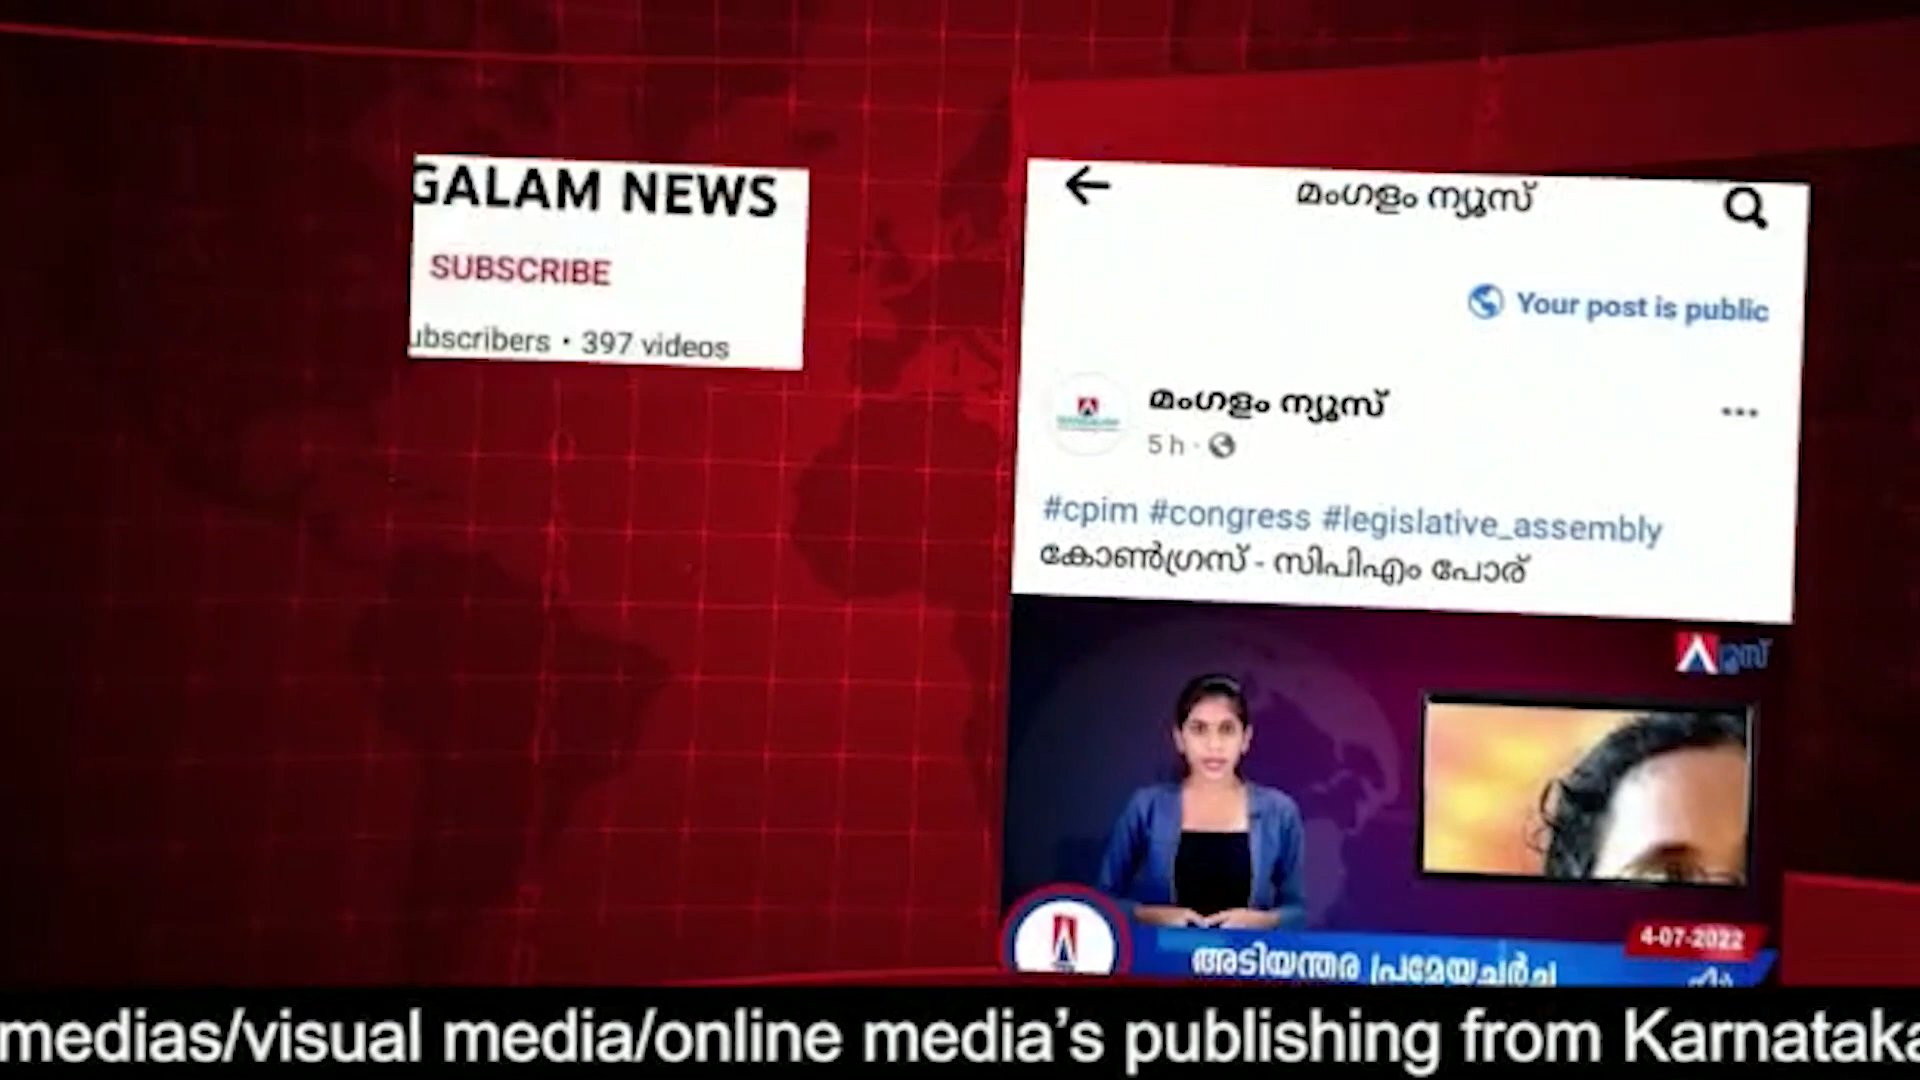 GALAM NEWS
SUBSCRIBE
ubscribers • 397 videos
മംഗളം ന്യൂസ്
Your post is public
മംഗളം ന്യൂസ്
5 h ·
#cpim #congress #legislative_assembly
കോൺഗ്രസ് - സിപിഎം പോര്
4-07-2022
അടിയന്തര പ്രമേയചർച്ച
medias/visual media/online media's publishing from Karnataka